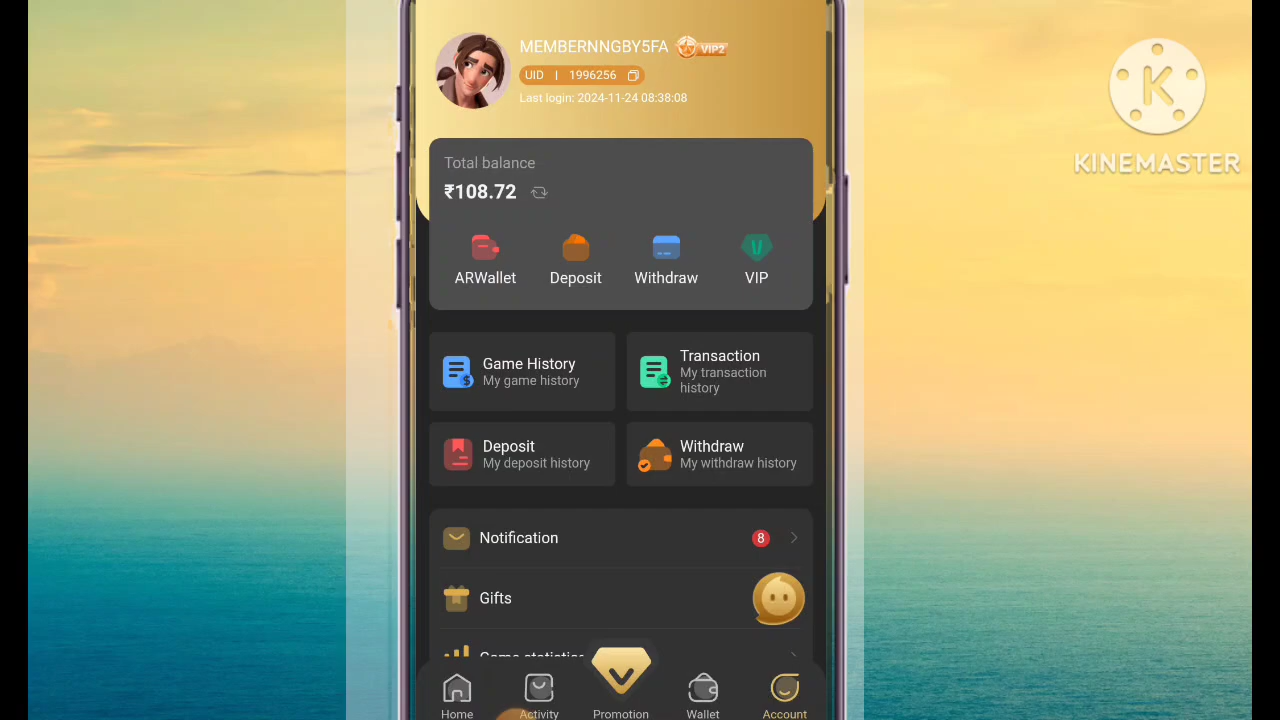 MEMBERNNGBY5FA VIP2
UID | 1996256
Last login: 2024-11-24 08:38:08
K
KINEMASTER
Total balance
₹108.72
ARWallet Deposit Withdraw VIP
Game History
My game history
Transaction
My transaction
history
Deposit
My deposit history
Withdraw
My withdraw history
Notification 8
Gifts
Game statistics
Home Activity Promotion Wallet Account